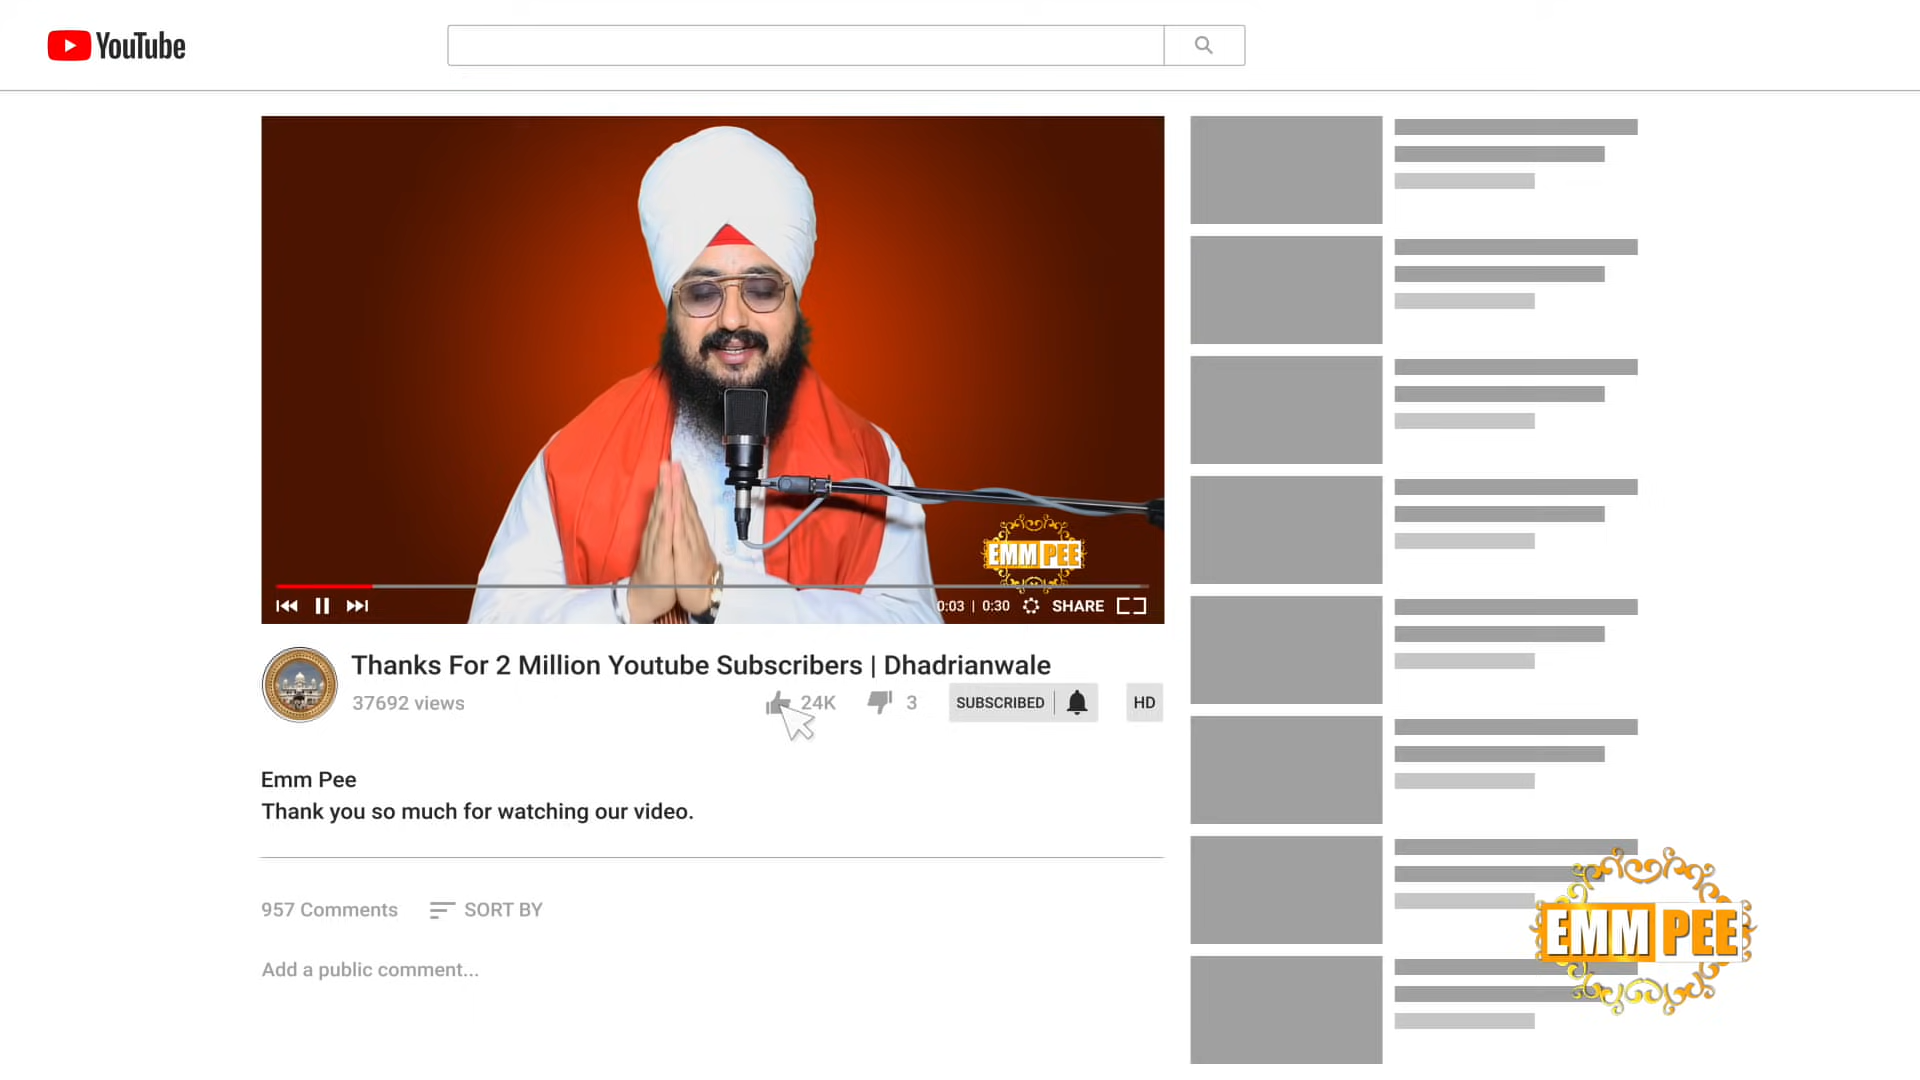 YouTube
EMM PEE
0:03 | 0:30 SHARE
Thanks For 2 Million Youtube Subscribers | Dhadrianwale
37692 views 24K 3 SUBSCRIBED HD
Emm Pee
Thank you so much for watching our video.
957 Comments SORT BY
Add a public comment...
EMM PEE